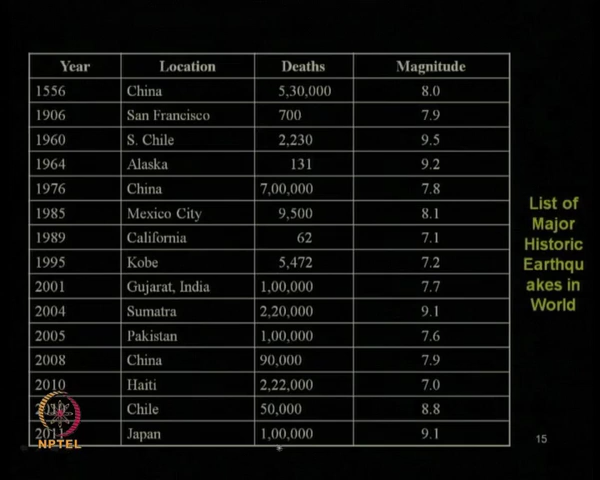 Year Location Deaths Magnitude
1556 China 5,30,000 8.0
1906 San Francisco 700 7.9
1960 S. Chile 2,230 9.5
1964 Alaska 131 9.2
1976 China 7,00,000 7.8
1985 Mexico City 9,500 8.1
1989 California 62 7.1
1995 Kobe 5,472 7.2
2001 Gujarat, India 1,00,000 7.7
2004 Sumatra 2,20,000 9.1
2005 Pakistan 1,00,000 7.6
2008 China 90,000 7.9
2010 Haiti 2,22,000 7.0
2010 Chile 50,000 8.8
2011 Japan 1,00,000 9.1
List of
Major
Historic
Earthqu
akes in
World
NPTEL
15